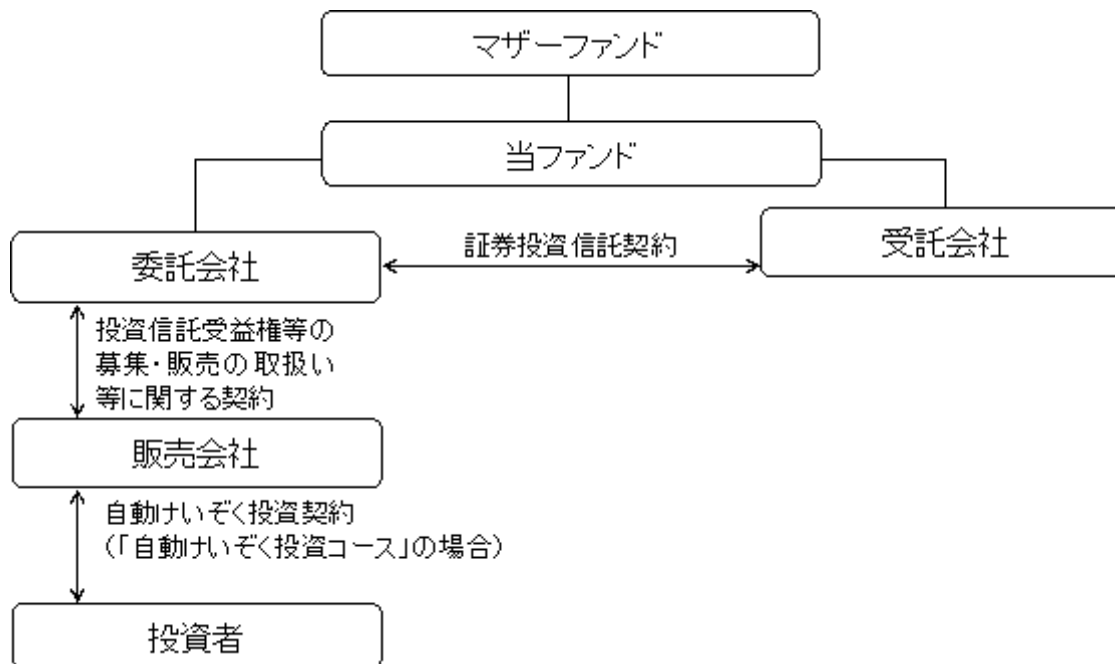 マザーファンド
当ファンド
委託会社
証券投資信託契約
受託会社
投資信託受益権等の
募集・販売の取扱い
等に関する契約
販売会社
自動けいぞく投資契約
（「自動けいぞく投資コース」の場合）
投資者